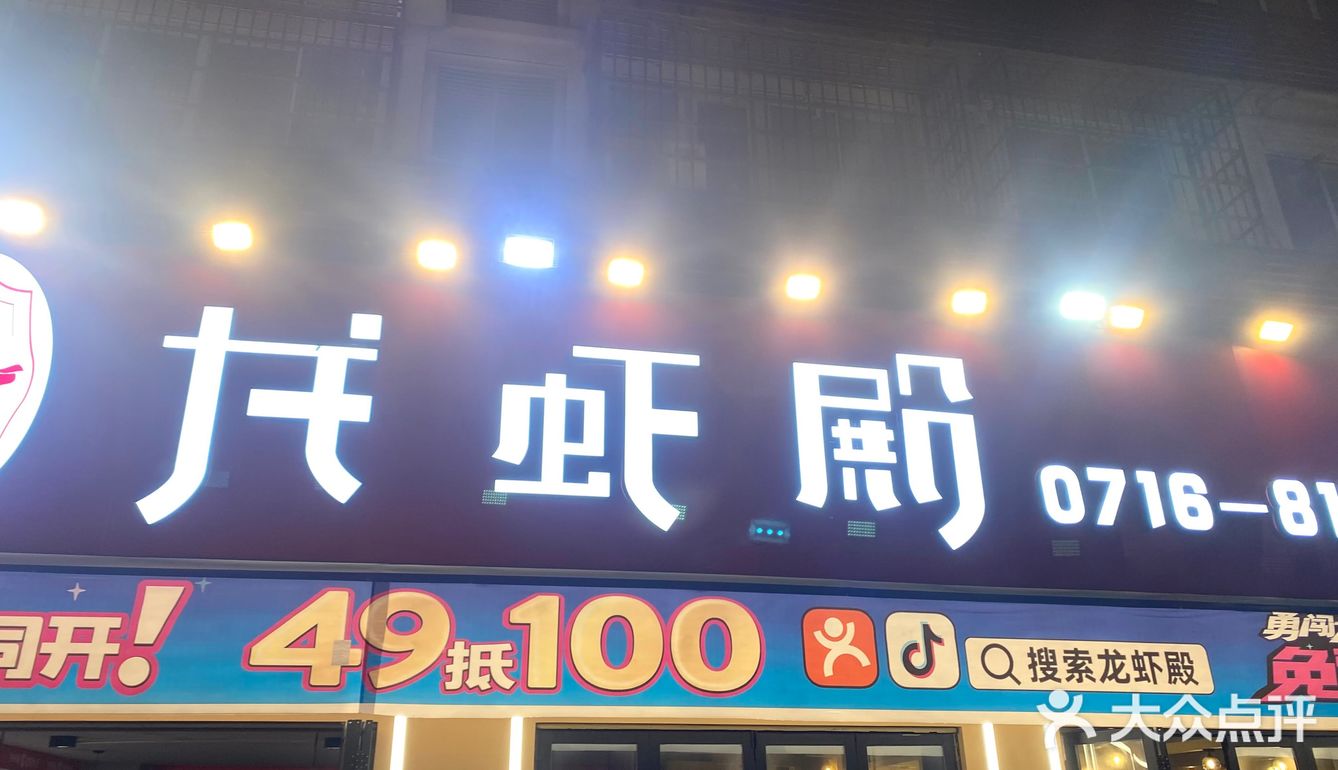 龙虾殿
0716-81
同开!
49抵100
搜索龙虾殿
勇闯
免
大众点评